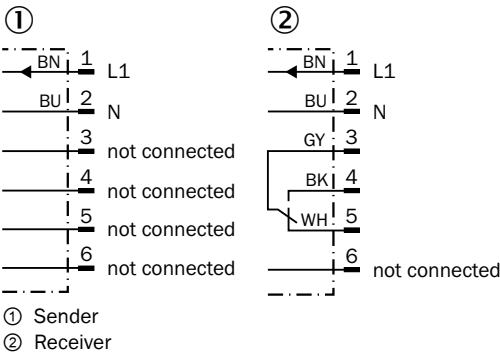 ① ②
BN 1 L1
BU 2 N
3 not connected
4 not connected
5 not connected
6 not connected
BN 1 L1
BU 2 N
GY 3
BK 4
WH 5
6 not connected
① Sender
② Receiver